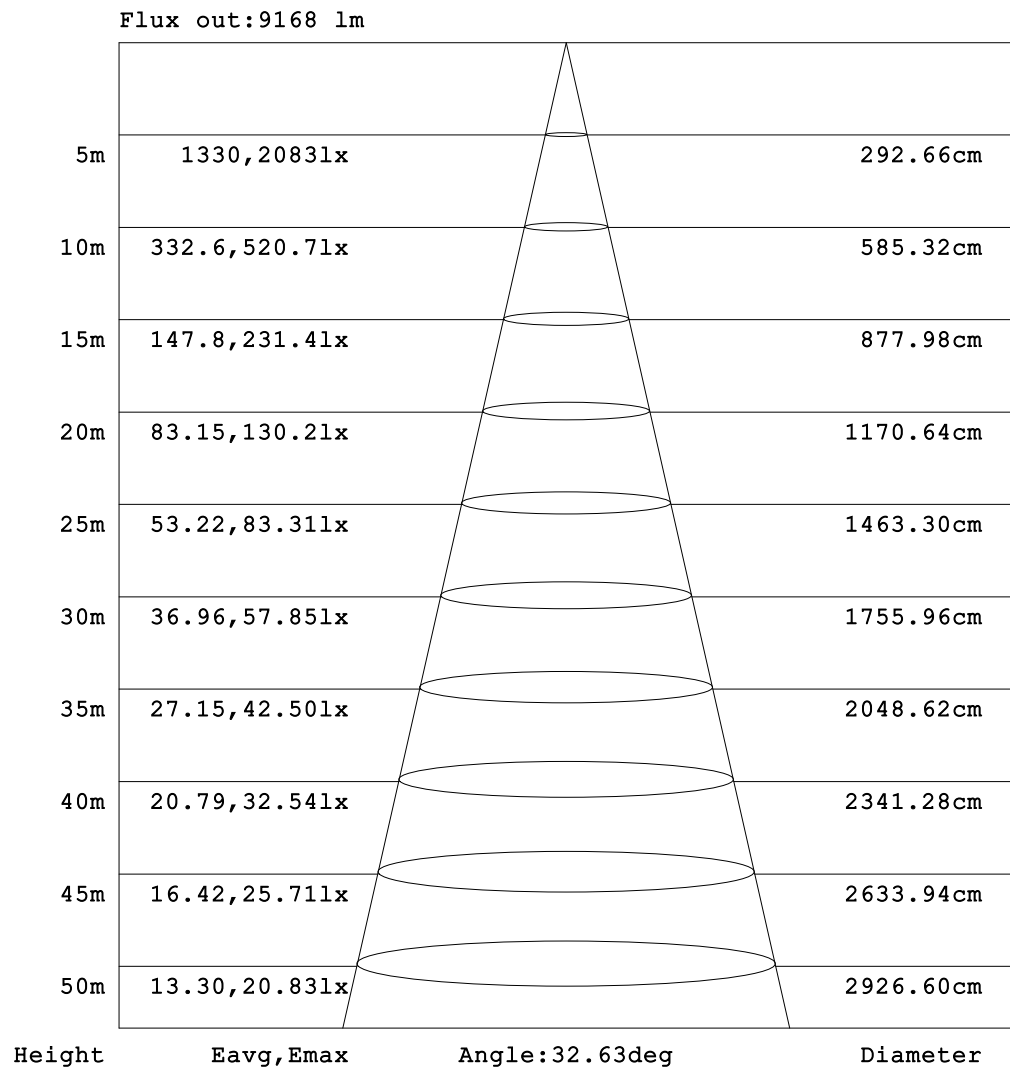 Flux out:9168 lm
5m 1330,2083lx 292.66cm
10m 332.6,520.7lx 585.32cm
15m 147.8,231.4lx 877.98cm
20m 83.15,130.2lx 1170.64cm
25m 53.22,83.31lx 1463.30cm
30m 36.96,57.85lx 1755.96cm
35m 27.15,42.50lx 2048.62cm
40m 20.79,32.54lx 2341.28cm
45m 16.42,25.71lx 2633.94cm
50m 13.30,20.83lx 2926.60cm
Height Eavg,Emax Angle:32.63deg Diameter